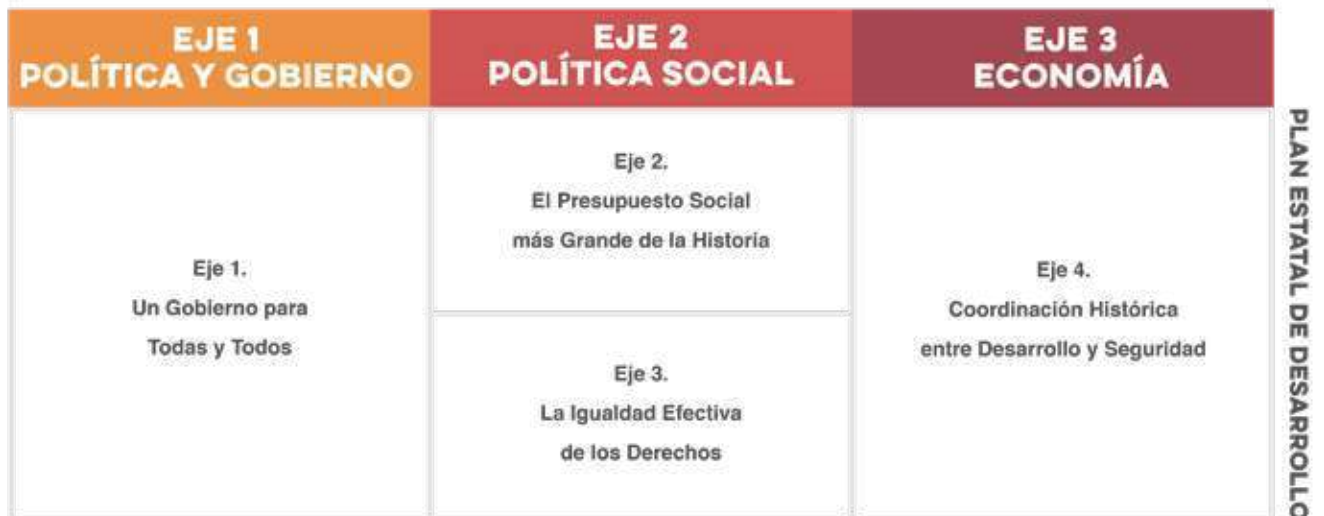 EJE 1
POLÍTICA Y GOBIERNO
EJE 2
POLÍTICA SOCIAL
EJE 3
ECONOMÍA
Eje 1.
Un Gobierno para
Todas y Todos
Eje 2.
El Presupuesto Social
más Grande de la Historia
Eje 3.
La Igualdad Efectiva
de los Derechos
Eje 4.
Coordinación Histórica
entre Desarrollo y Seguridad
PLAN ESTATAL DE DESARROLLO